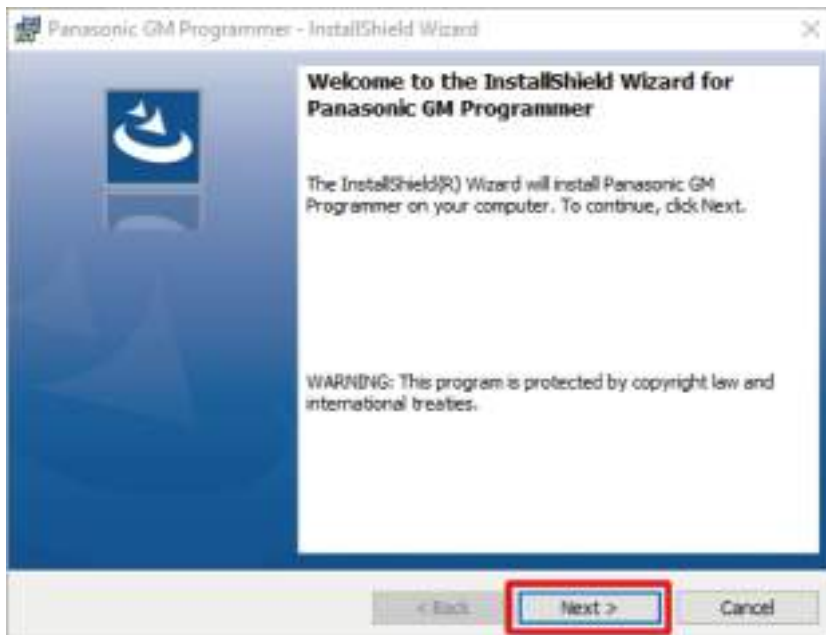 Panasonic GM Programmer - InstallShield Wizard
Welcome to the InstallShield Wizard for
Panasonic GM Programmer
The InstallShield(R) Wizard will install Panasonic GM
Programmer on your computer. To continue, click Next.
WARNING: This program is protected by copyright law and
international treaties.
< Back
Next >
Cancel